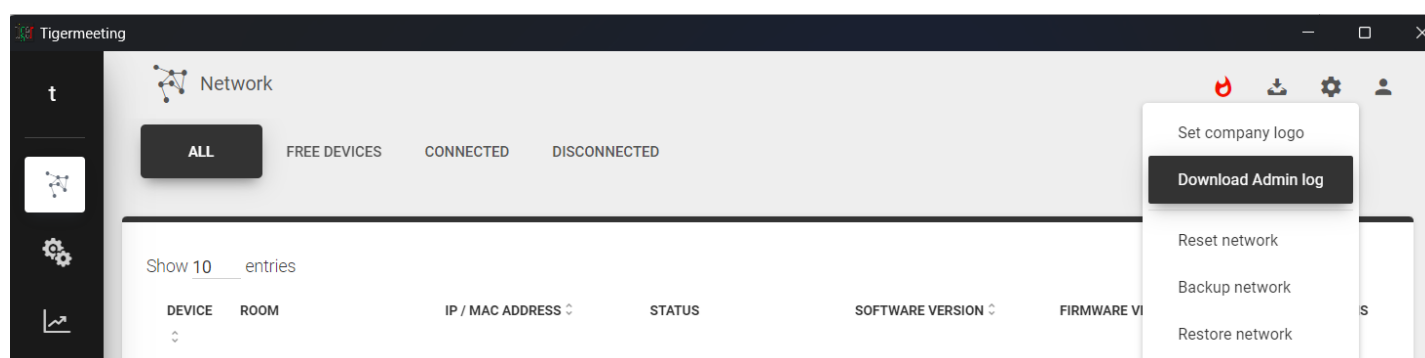 Tigermeeting
t
Network
ALL FREE DEVICES CONNECTED DISCONNECTED
Set company logo
Download Admin log
Reset network
Backup network
Restore network
Show 10 entries
DEVICE ROOM IP / MAC ADDRESS STATUS SOFTWARE VERSION